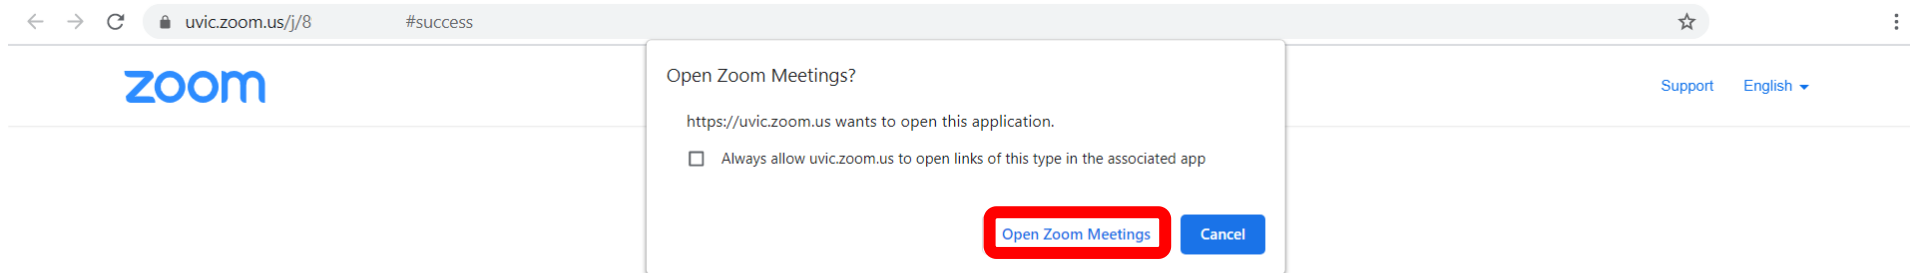 uvic.zoom.us/j/8 #success
zoom
Open Zoom Meetings?
https://uvic.zoom.us wants to open this application.
Always allow uvic.zoom.us to open links of this type in the associated app
Open Zoom Meetings Cancel
Support English